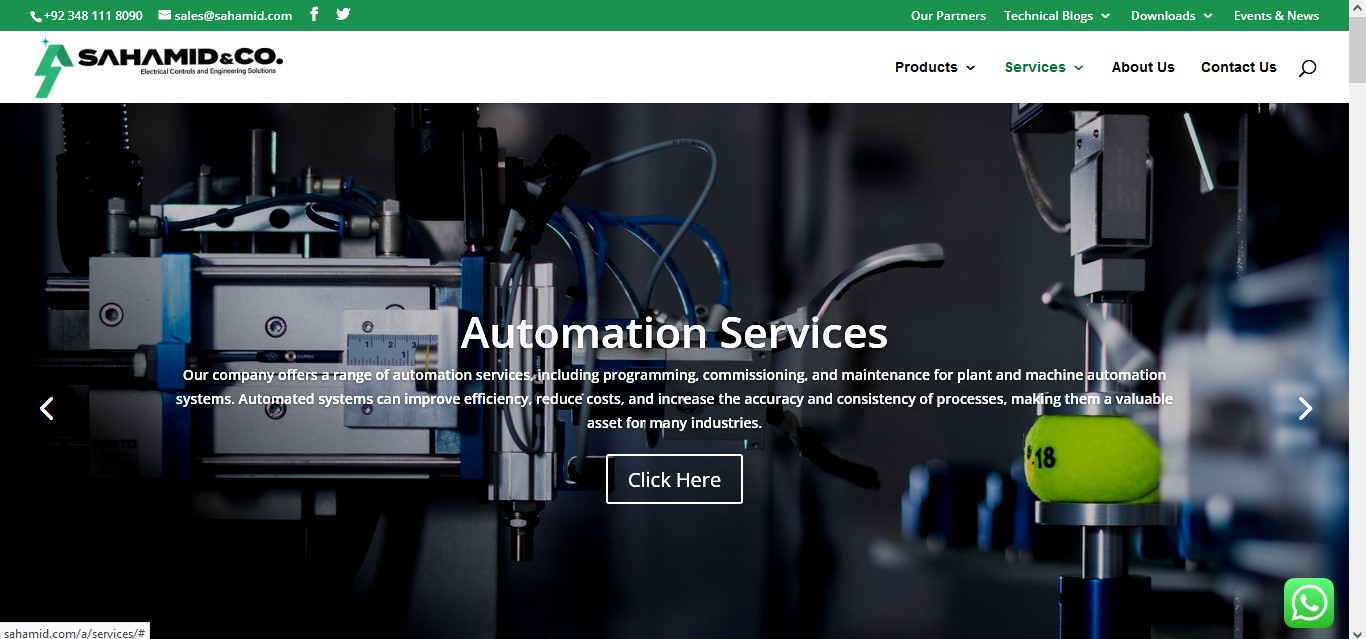 +92 348 111 8090 sales@sahamid.com Our Partners Technical Blogs Downloads Events & News
SAHAMID&CO.
Electrical Controls and Engineering Solutions
Products Services About Us Contact Us
Automation Services
Our company offers a range of automation services, including programming, commissioning, and maintenance for plant and machine automation
systems. Automated systems can improve efficiency, reduce costs, and increase the accuracy and consistency of processes, making them a valuable
asset for many industries.
Click Here
18
sahamid.com/a/services/#